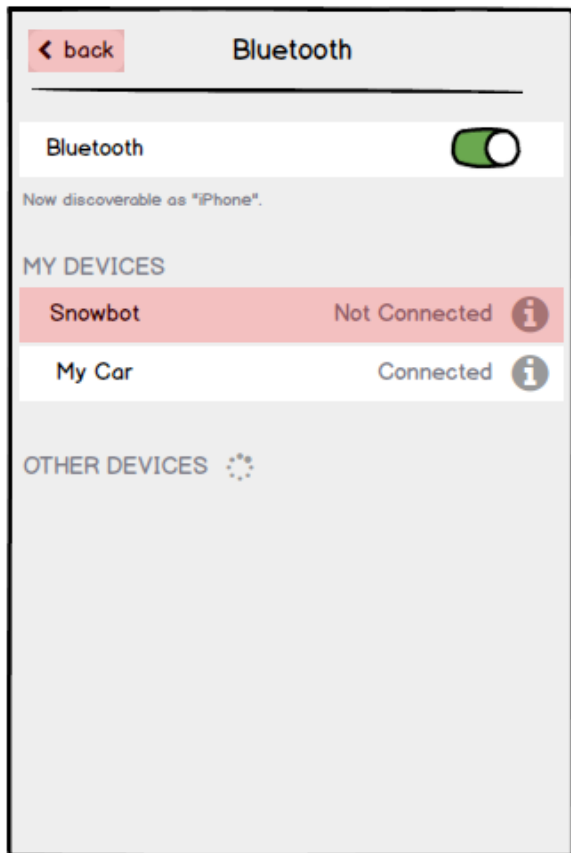 back
Bluetooth
Bluetooth
Now discoverable as "iPhone".
MY DEVICES
Snowbot Not Connected
My Car Connected
OTHER DEVICES